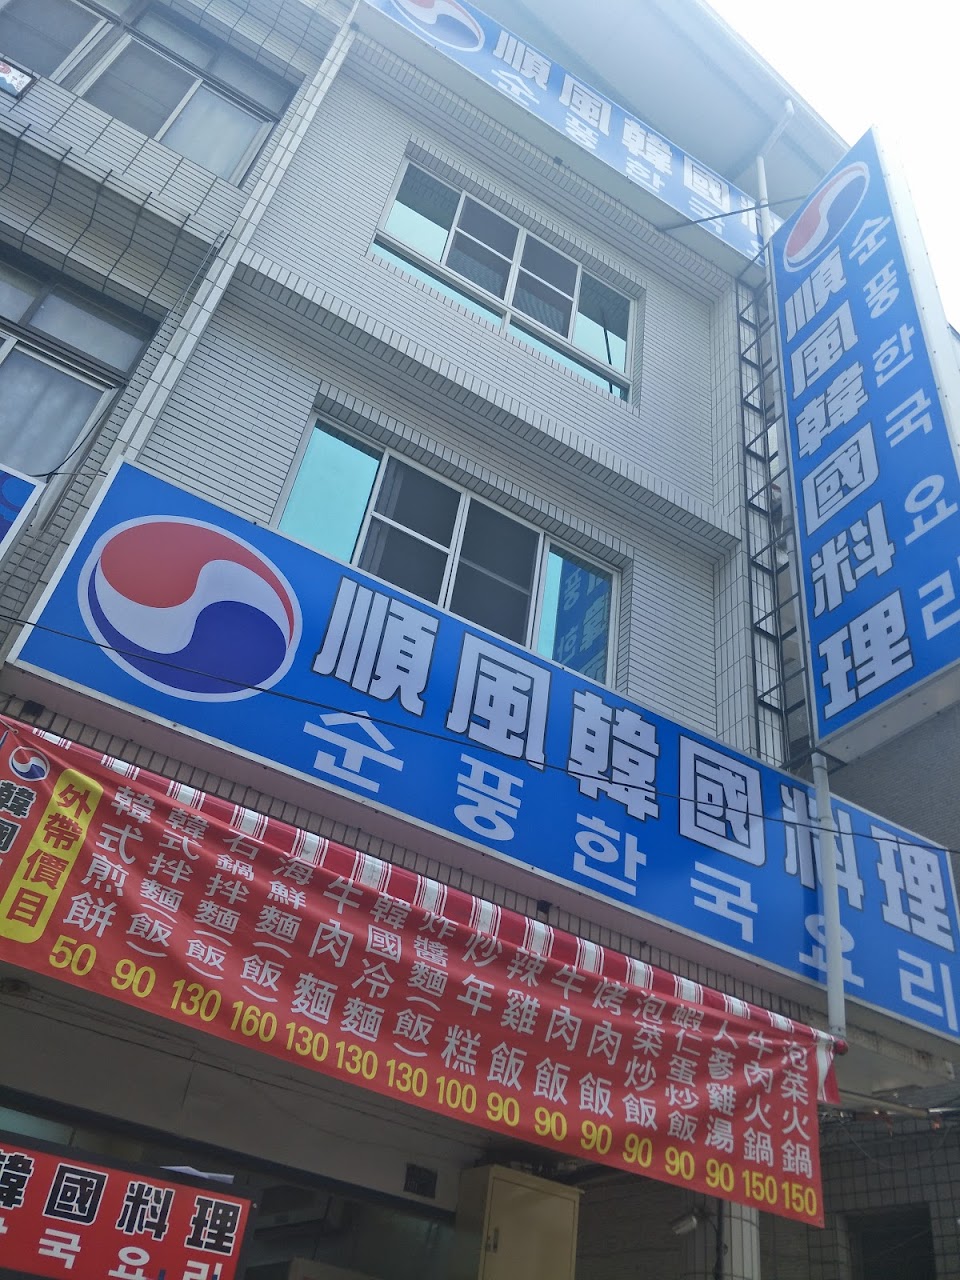 順風韓國
순풍한국
順風韓國料理
순풍한국요리
順風韓國料理
순풍한국요리
韓國
外帶價目
韓式煎餅 50
韓式拌麵(飯) 90
石鍋拌麵(飯) 130
海鮮麵(飯) 160
牛肉麵 130
韓國冷麵 130
炸醬麵(飯) 130
炒年糕 100
辣雞飯 90
牛肉飯 90
烤肉飯 90
泡菜炒飯 90
蝦仁蛋炒飯 90
人蔘雞湯 90
牛肉火鍋 150
泡菜火鍋 150
韓國料理
국요리